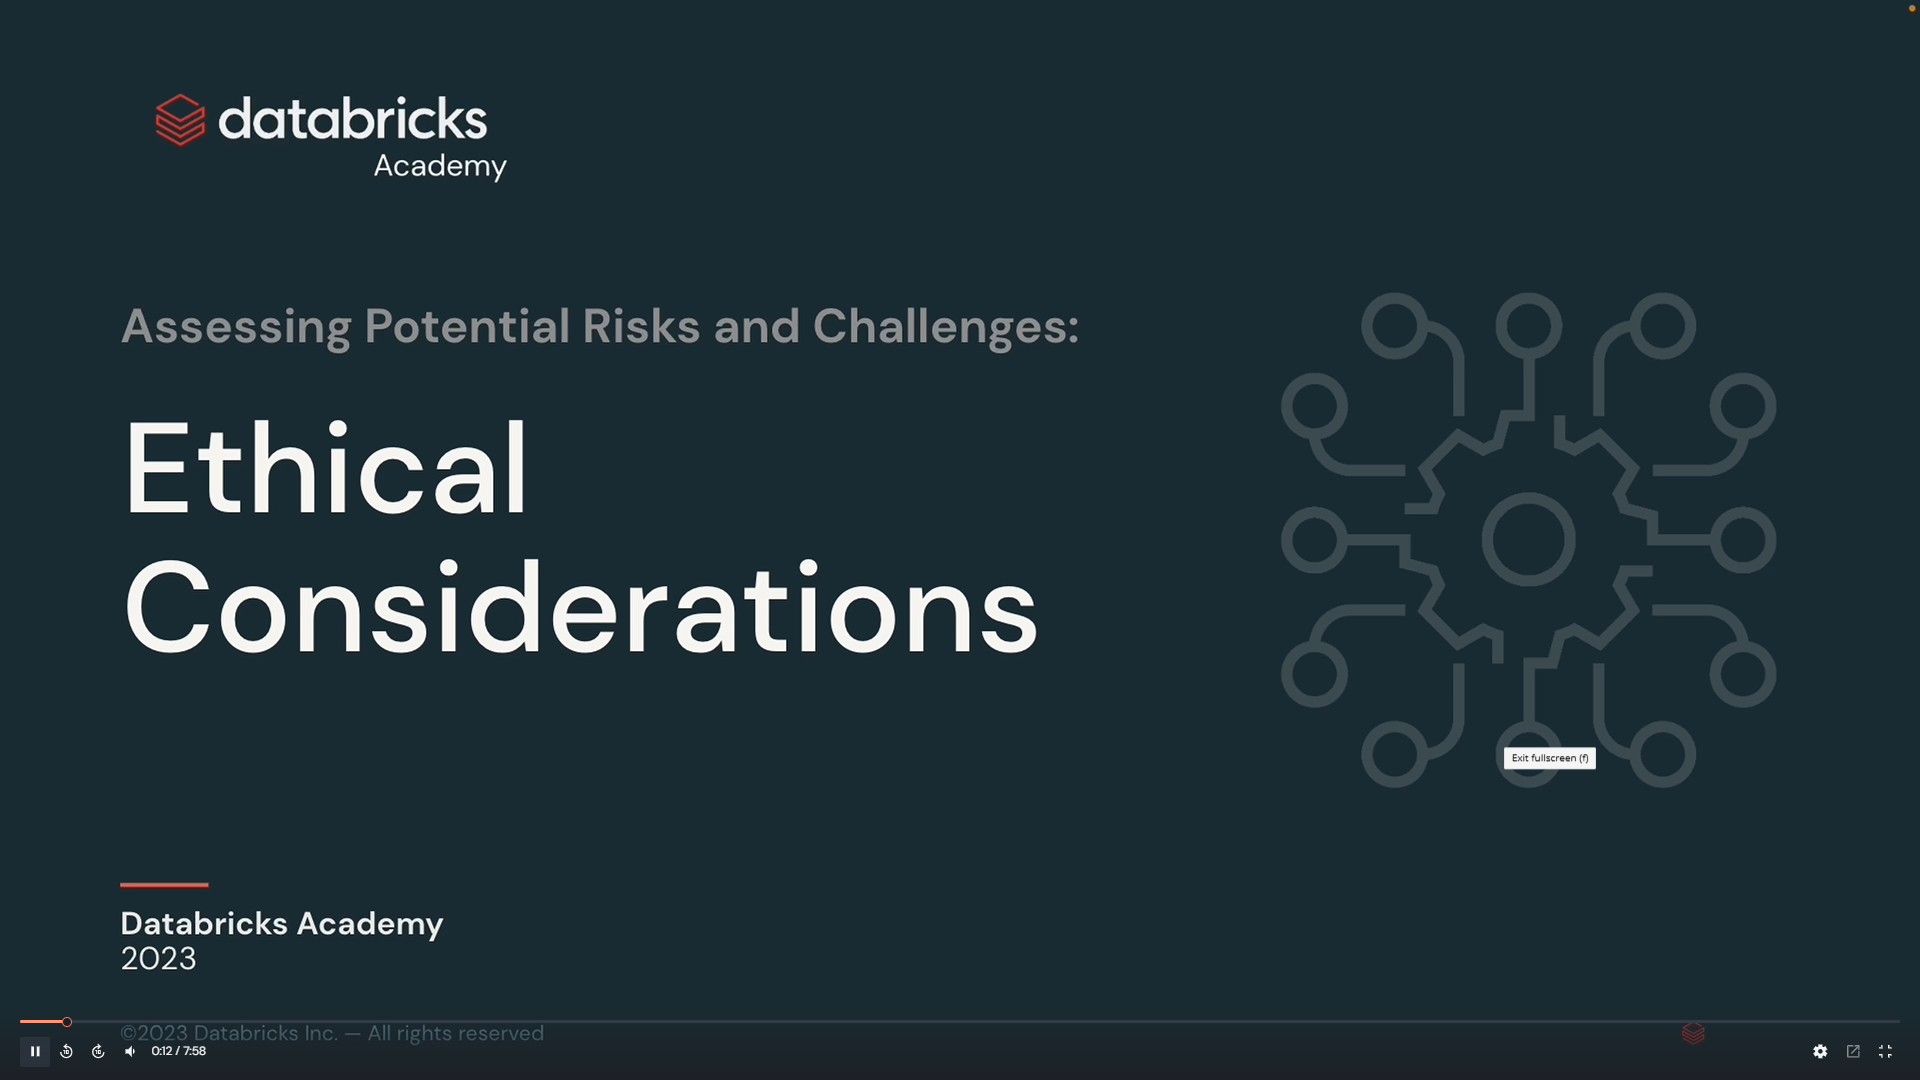 databricks
Academy
Assessing Potential Risks and Challenges:
Ethical
Considerations
Exit fullscreen (f)
Databricks Academy
2023
©2023 Databricks Inc. — All rights reserved
0:12 / 7:58